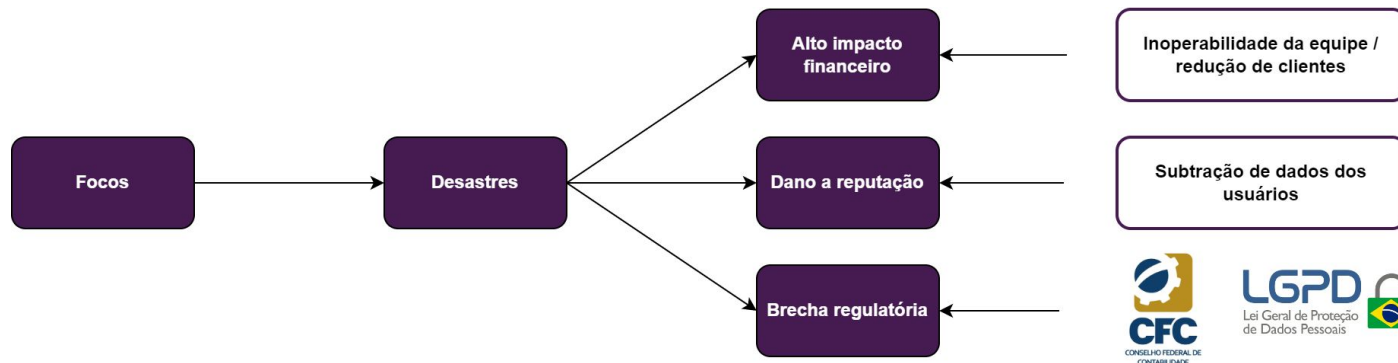 Alto impacto
financeiro
Inoperabilidade da equipe /
redução de clientes
Focos
Desastres
Dano a reputação
Subtração de dados dos
usuários
Brecha regulatória
CFC
CONSELHO FEDERAL DE
CONTABILIDADE
LGPD
Lei Geral de Proteção
de Dados Pessoais